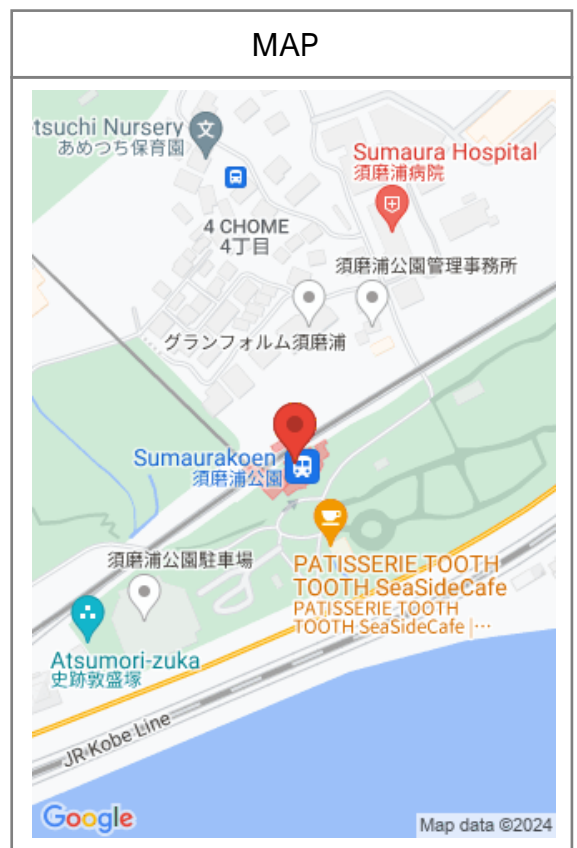 MAP
tsuchi Nursery
あめつち保育園
Sumaura Hospital
須磨浦病院
4 CHOME
4丁目
須磨浦公園管理事務所
グランフォルム須磨浦
Sumaurakoen
須磨浦公園
PATISSERIE TOOTH
TOOTH SeaSideCafe
PATISSERIE TOOTH
TOOTH SeaSideCafe |…
須磨浦公園駐車場
Atsumori-zuka
史跡敦盛塚
JR Kobe Line
Google
Map data ©2024